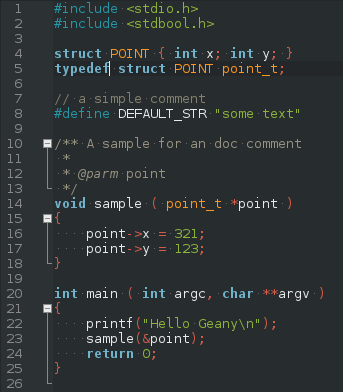 1 #include <stdio.h>
2 #include <stdbool.h>
3
4 struct POINT { int x; int y; }
5 typedef struct POINT point_t;
6
7 // a simple comment
8 #define DEFAULT_STR "some text"
9
10 /** A sample for an doc comment
11  *
12  * @parm point
13  */
14 void sample ( point_t *point )
15 {
16     point->x = 321;
17     point->y = 123;
18 }
19
20 int main ( int argc, char **argv )
21 {
22     printf("Hello Geany\n");
23     sample(&point);
24     return 0;
25 }
26